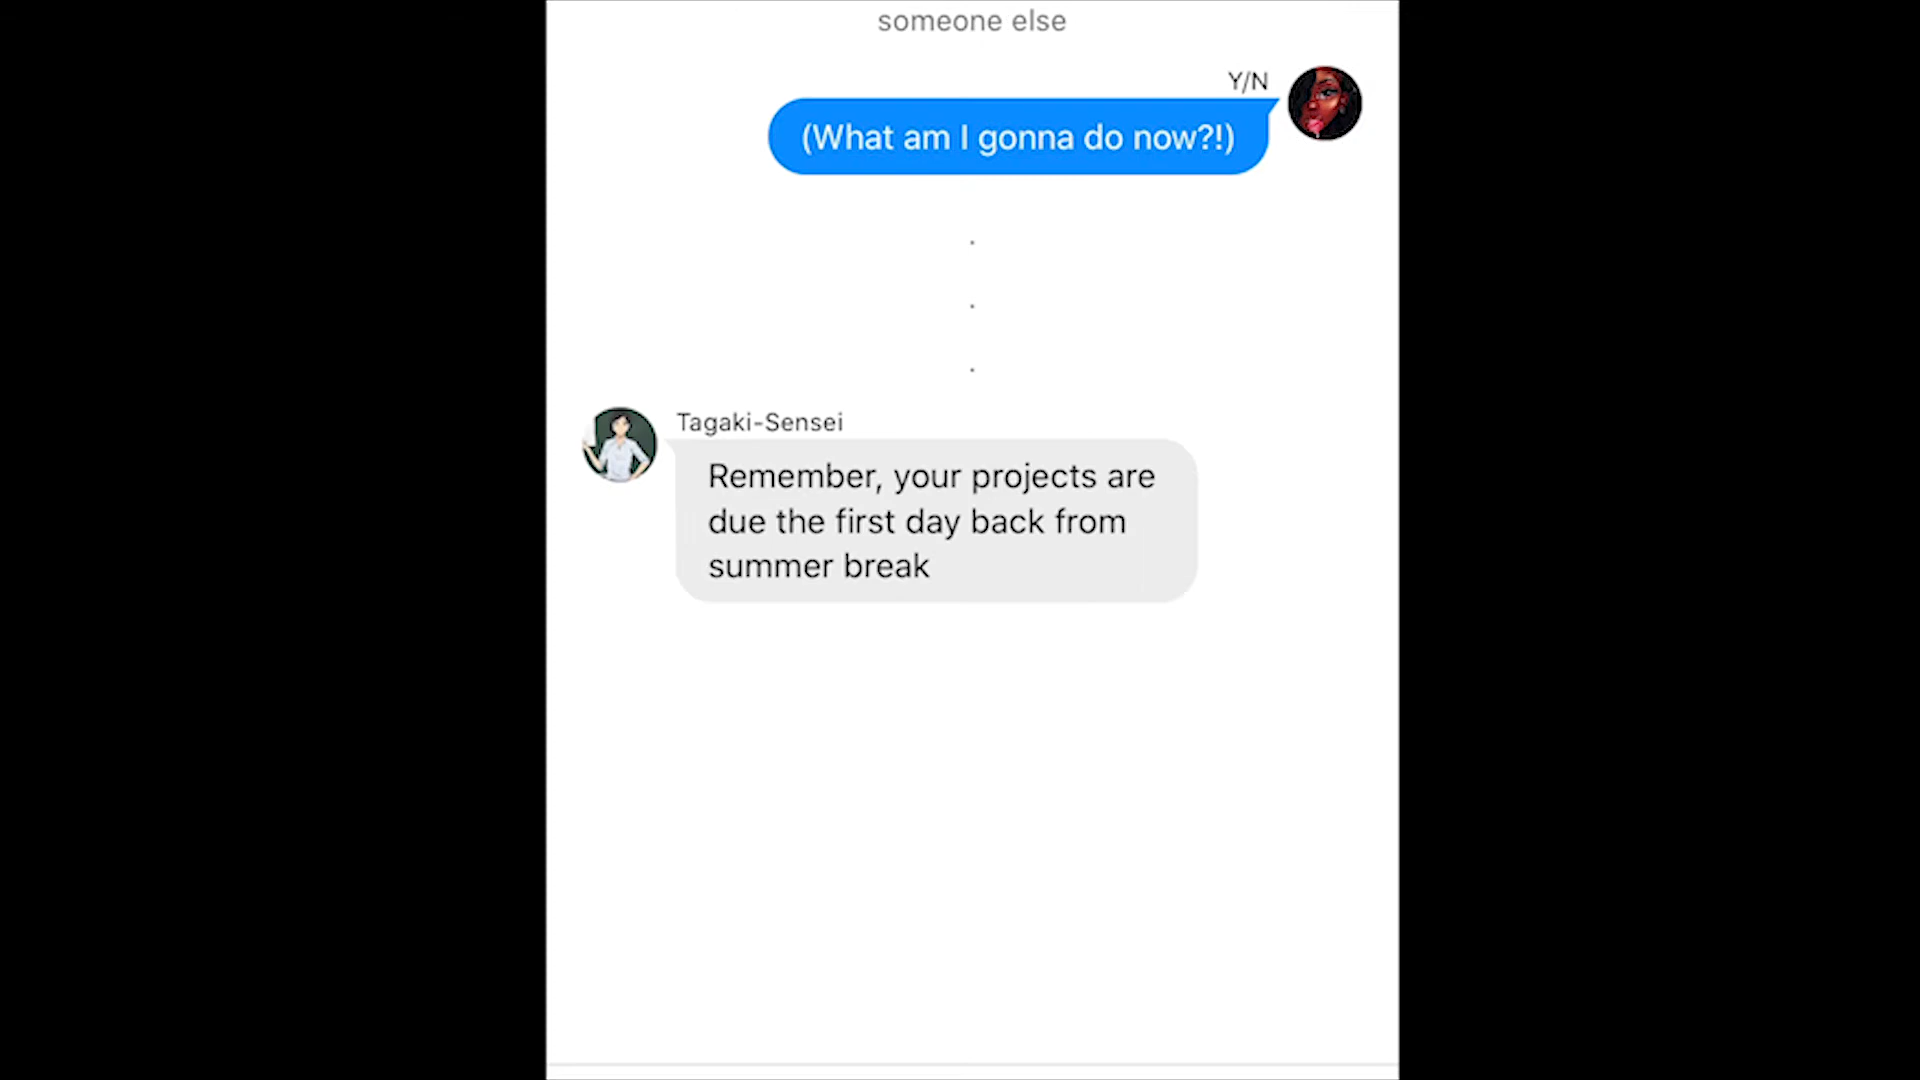 someone else
Y/N
(What am I gonna do now?!)
.
.
.
Tagaki-Sensei
Remember, your projects are
due the first day back from
summer break